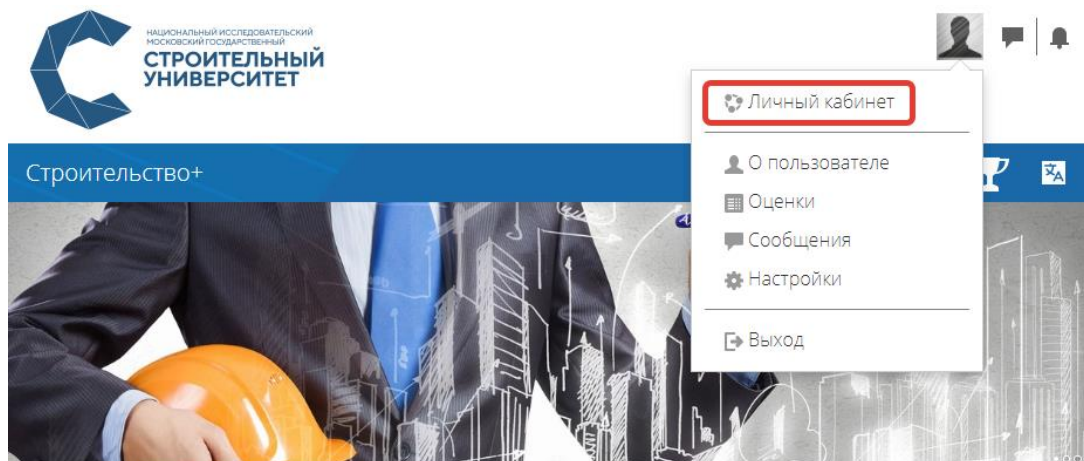 НАЦИОНАЛЬНЫЙ ИССЛЕДОВАТЕЛЬСКИЙ
МОСКОВСКИЙ ГОСУДАРСТВЕННЫЙ
СТРОИТЕЛЬНЫЙ
УНИВЕРСИТЕТ
Личный кабинет
Строительство+
О пользователе
Оценки
Сообщения
Настройки
Выход